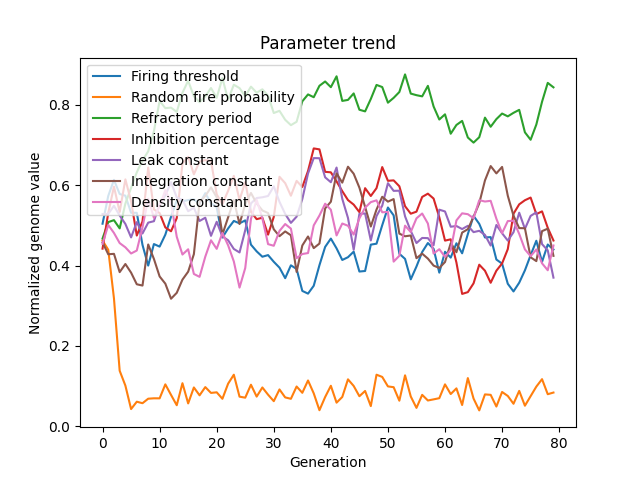 Parameter trend
Firing threshold
Random fire probability
Refractory period
Inhibition percentage
Leak constant
Integration constant
Density constant
Normalized genome value
0.8
0.6
0.4
0.2
0.0
0 10 20 30 40 50 60 70 80
Generation